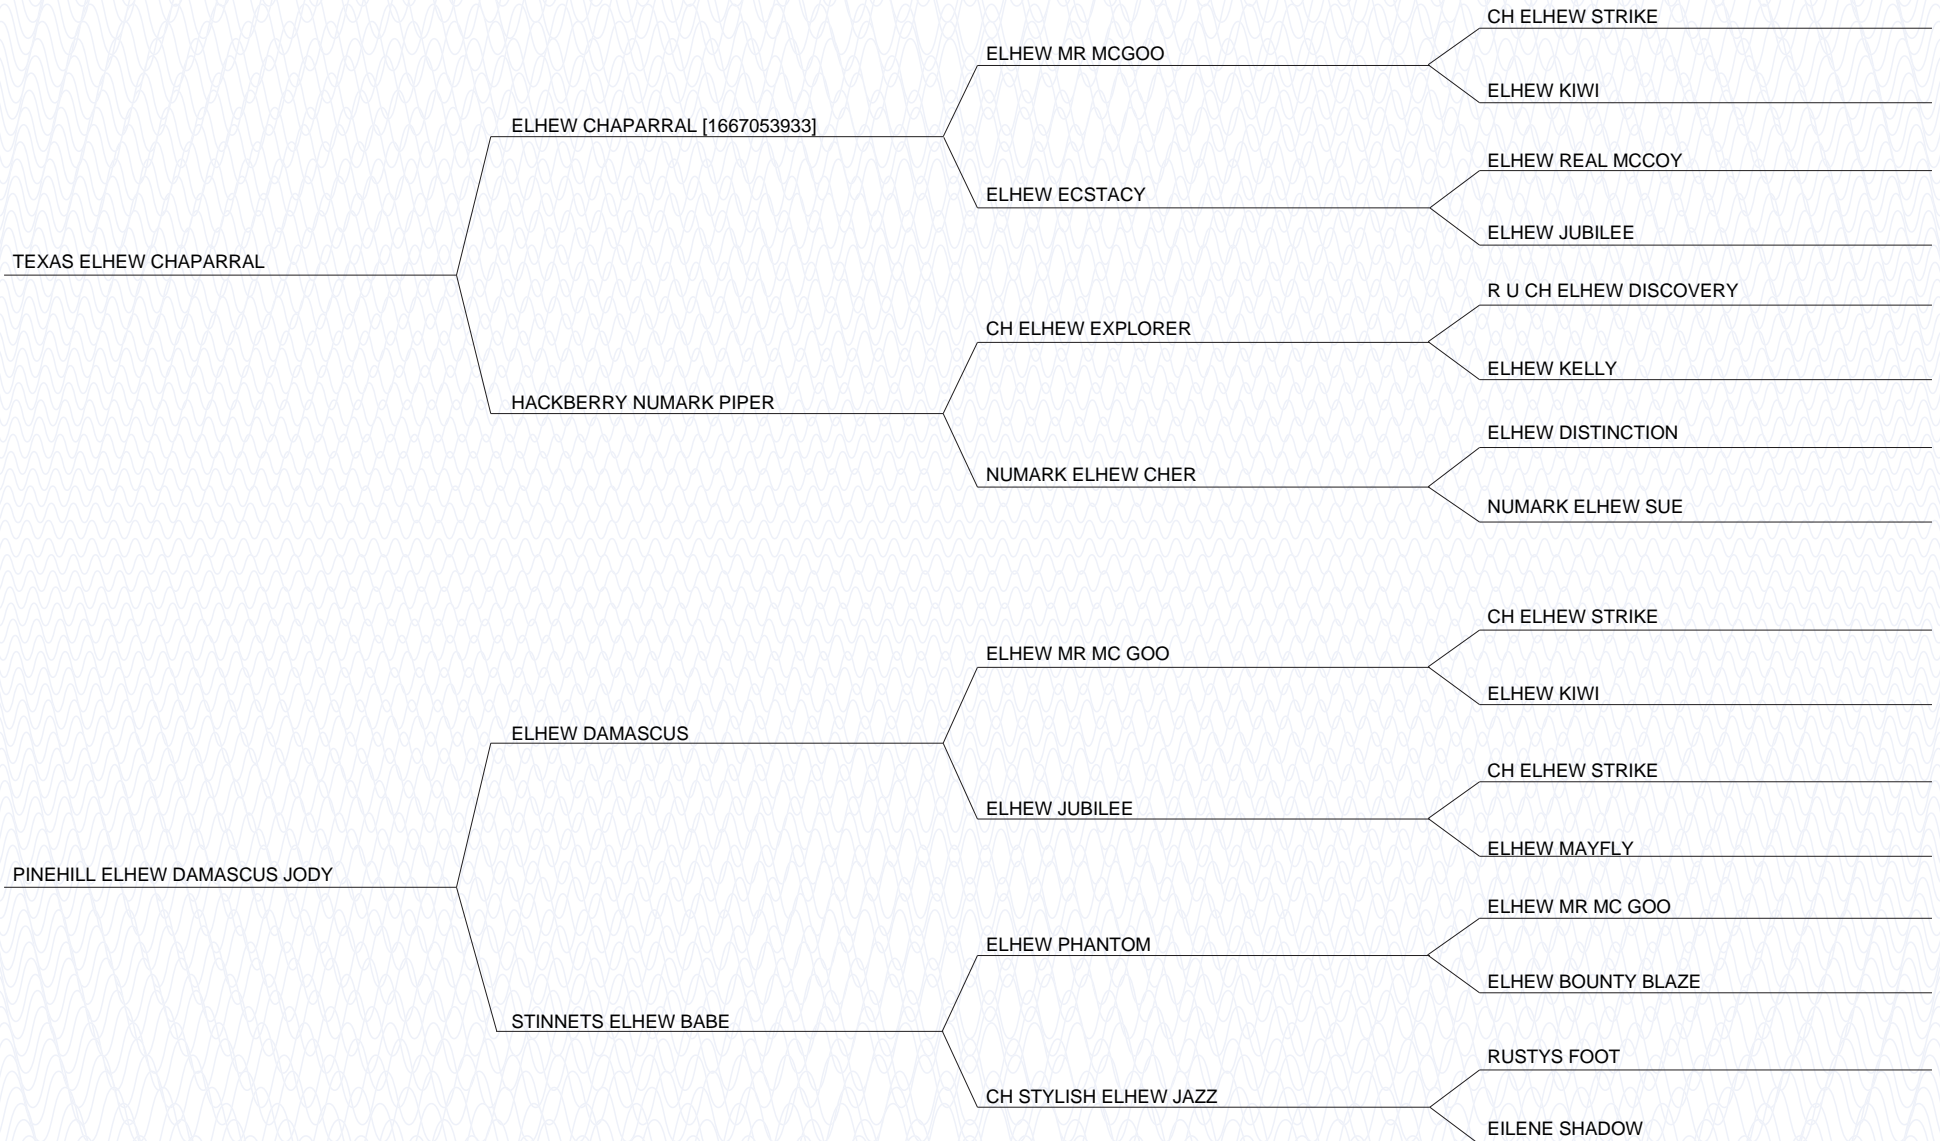 CH ELHEW STRIKE
ELHEW MR MCGOO
ELHEW KIWI
ELHEW CHAPARRAL [1667053933]
ELHEW REAL MCCOY
ELHEW ECSTACY
ELHEW JUBILEE
TEXAS ELHEW CHAPARRAL
R U CH ELHEW DISCOVERY
CH ELHEW EXPLORER
ELHEW KELLY
HACKBERRY NUMARK PIPER
ELHEW DISTINCTION
NUMARK ELHEW CHER
NUMARK ELHEW SUE
CH ELHEW STRIKE
ELHEW MR MC GOO
ELHEW KIWI
ELHEW DAMASCUS
CH ELHEW STRIKE
ELHEW JUBILEE
ELHEW MAYFLY
PINEHILL ELHEW DAMASCUS JODY
ELHEW MR MC GOO
ELHEW PHANTOM
ELHEW BOUNTY BLAZE
STINNETS ELHEW BABE
RUSTYS FOOT
CH STYLISH ELHEW JAZZ
EILENE SHADOW